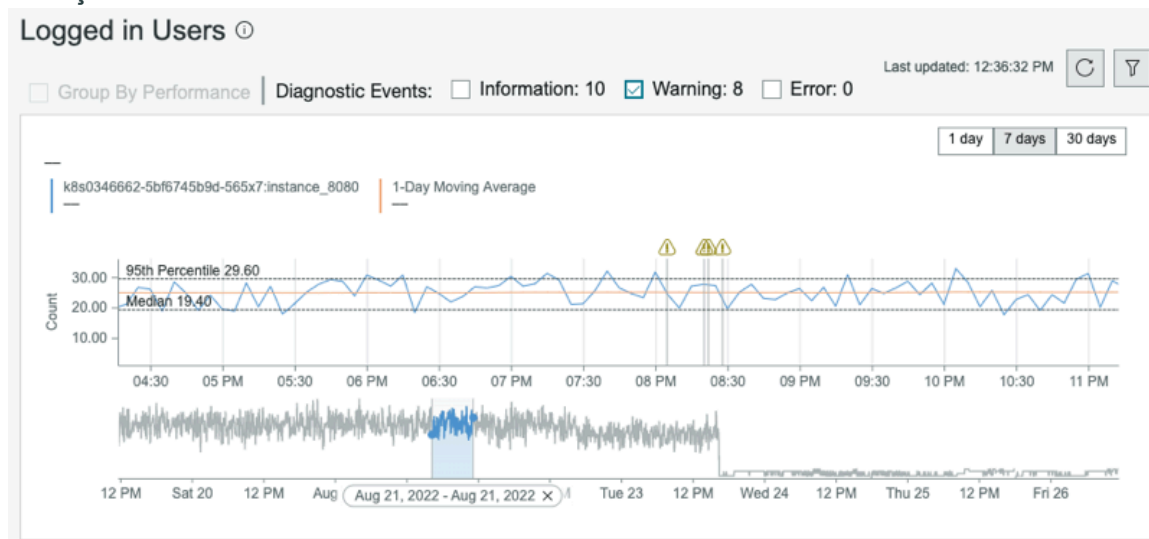 Logged in Users
Last updated: 12:36:32 PM
Group By Performance Diagnostic Events: Information: 10 Warning: 8 Error: 0
1 day 7 days 30 days
k8s0346662-5bf6745b9d-565x7:instance_8080 1-Day Moving Average
30.00 95th Percentile 29.60
Median 19.40
20.00
10.00
Count
04:30 05 PM 05:30 06 PM 06:30 07 PM 07:30 08 PM 08:30 09 PM 09:30 10 PM 10:30 11 PM
12 PM Sat 20 12 PM Aug Aug 21, 2022 - Aug 21, 2022 × Tue 23 12 PM Wed 24 12 PM Thu 25 12 PM Fri 26